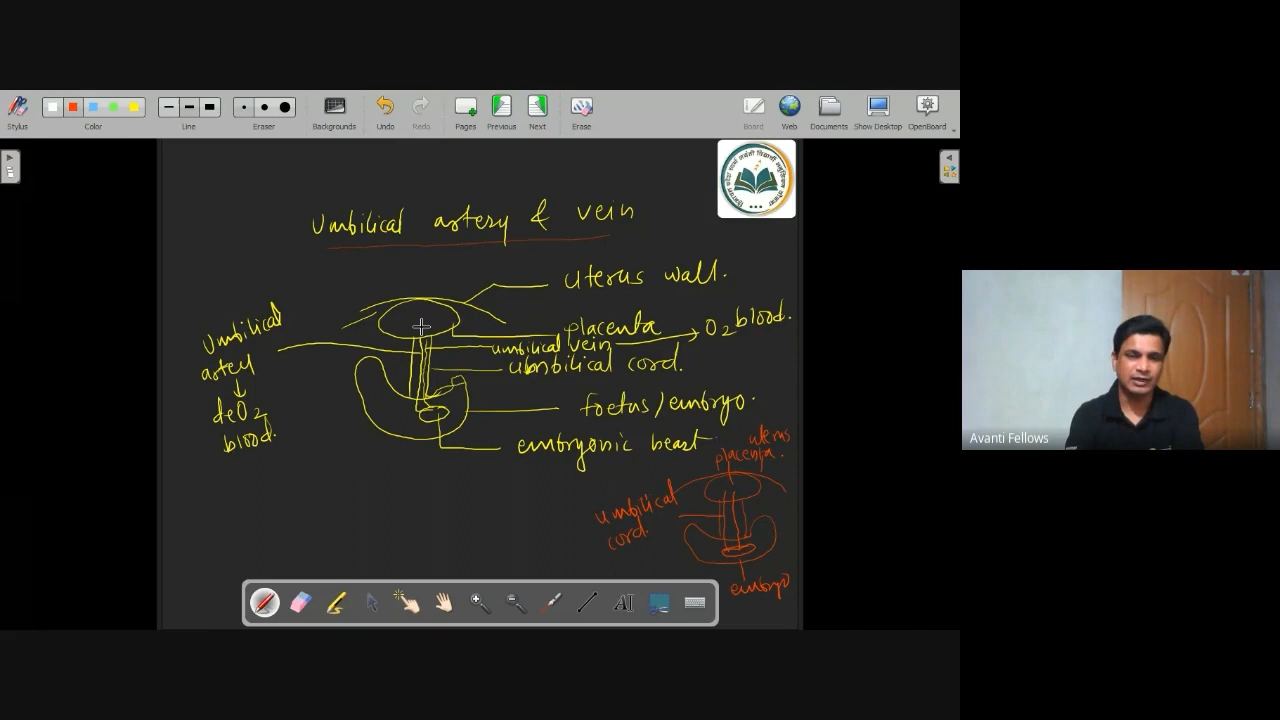 Stylus
Color
Line
Eraser
Backgrounds
Undo
Redo
Pages
Previous
Next
Erase
Board
Web
Documents
Show Desktop
OpenBoard
Umbilical artery & vein
uterus wall.
placenta
O2 blood.
umbilical vein
umbilical cord.
foetus/embryo.
embryonic beast
Umbilical
artery
deO2
blood.
uterus
placenta.
umbilical
cord.
embryo
Avanti Fellows